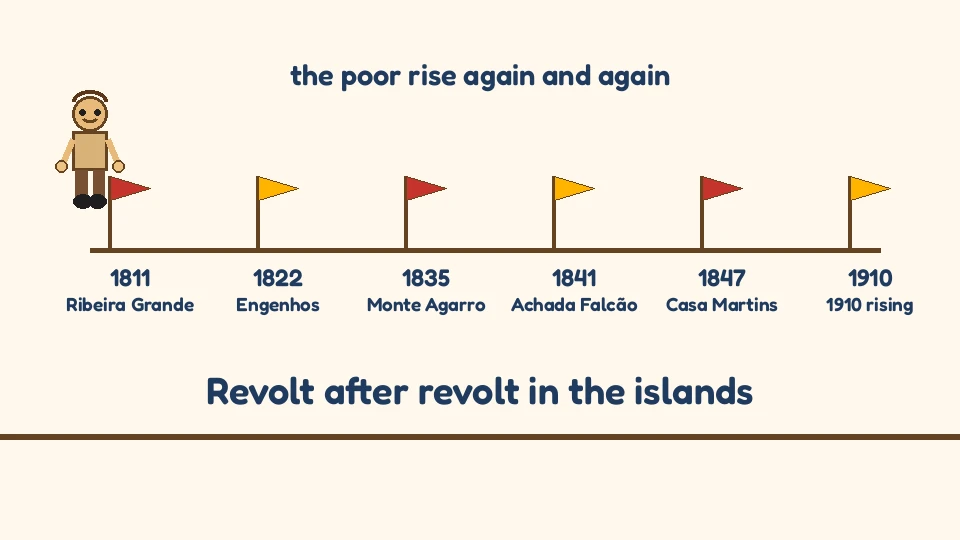 the poor rise again and again
1811 1822 1835 1841 1847 1910
Ribeira Grande Engenhos Monte Agarro Achada Falcão Casa Martins 1910 rising
Revolt after revolt in the islands